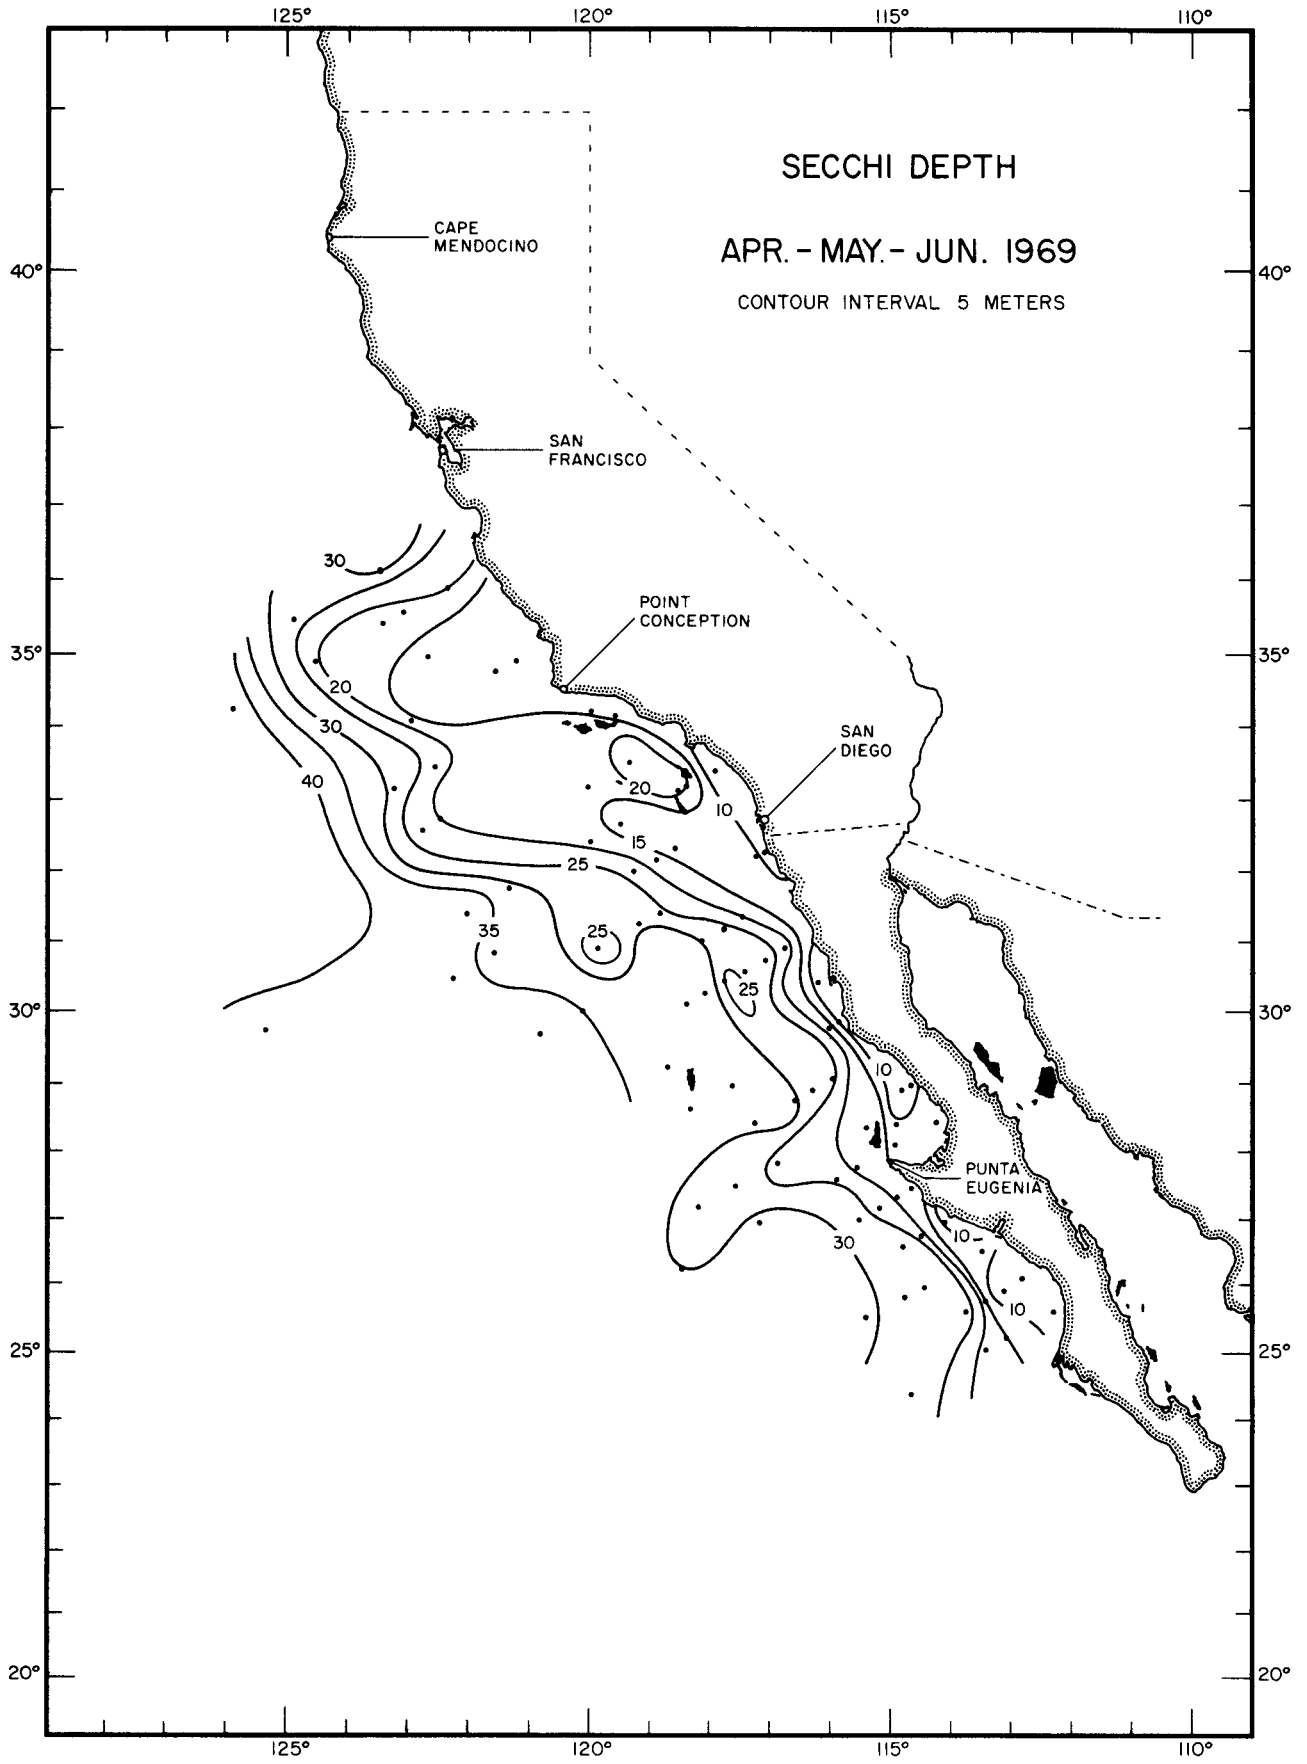 125° 120° 115° 110°
SECCHI DEPTH
APR. – MAY. – JUN. 1969
CONTOUR INTERVAL 5 METERS
CAPE
MENDOCINO
40° 40°
SAN
FRANCISCO
30
POINT
CONCEPTION
35° 35°
20
30
SAN
DIEGO
40
20
10
15
25
35
25
25
30° 30°
10
PUNTA
EUGENIA
10
30
10
25° 25°
20° 20°
125° 120° 115° 110°